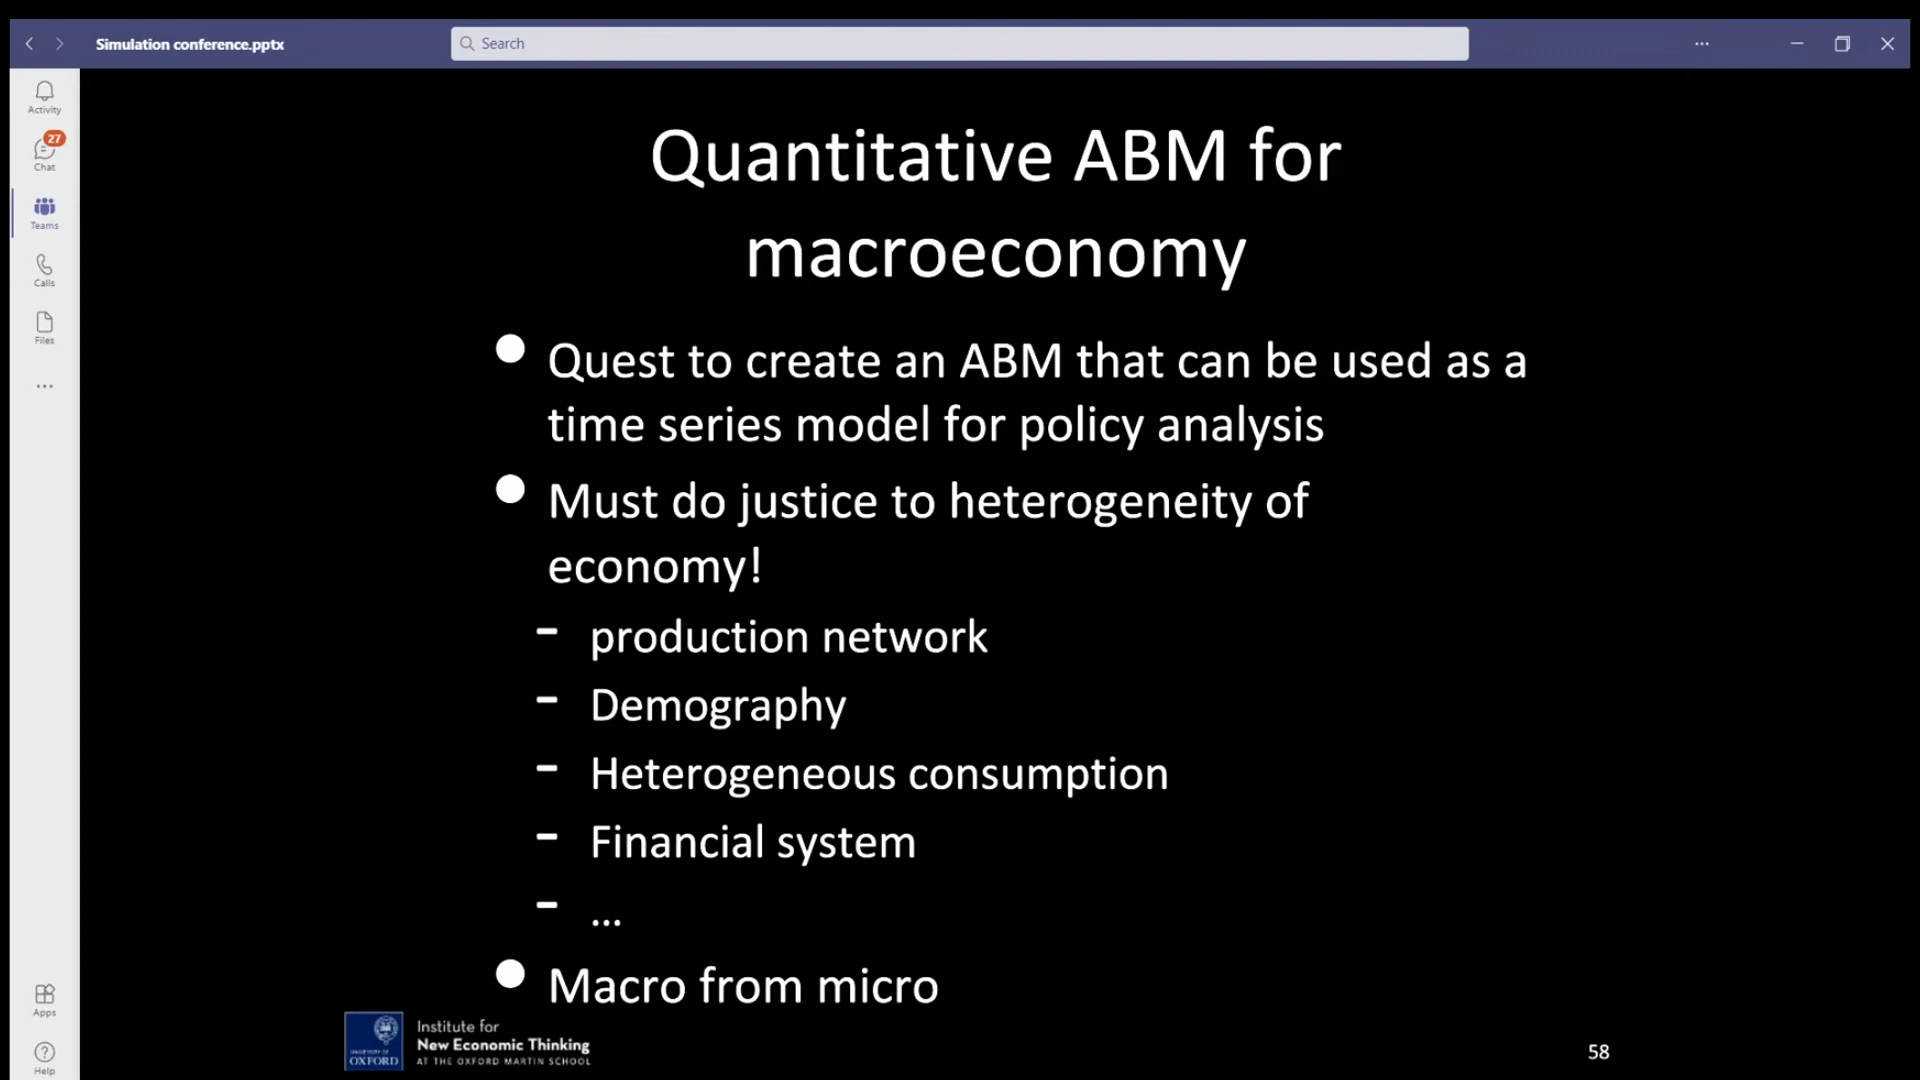 Simulation conference.pptx
Search
...
Activity
27
Chat
Teams
Calls
Files
...
Apps
Help
Quantitative ABM for
macroeconomy
Quest to create an ABM that can be used as a
time series model for policy analysis
Must do justice to heterogeneity of
economy!
- production network
- Demography
- Heterogeneous consumption
- Financial system
- ...
Macro from micro
UNIVERSITY OF
OXFORD
Institute for
New Economic Thinking
AT THE OXFORD MARTIN SCHOOL
58